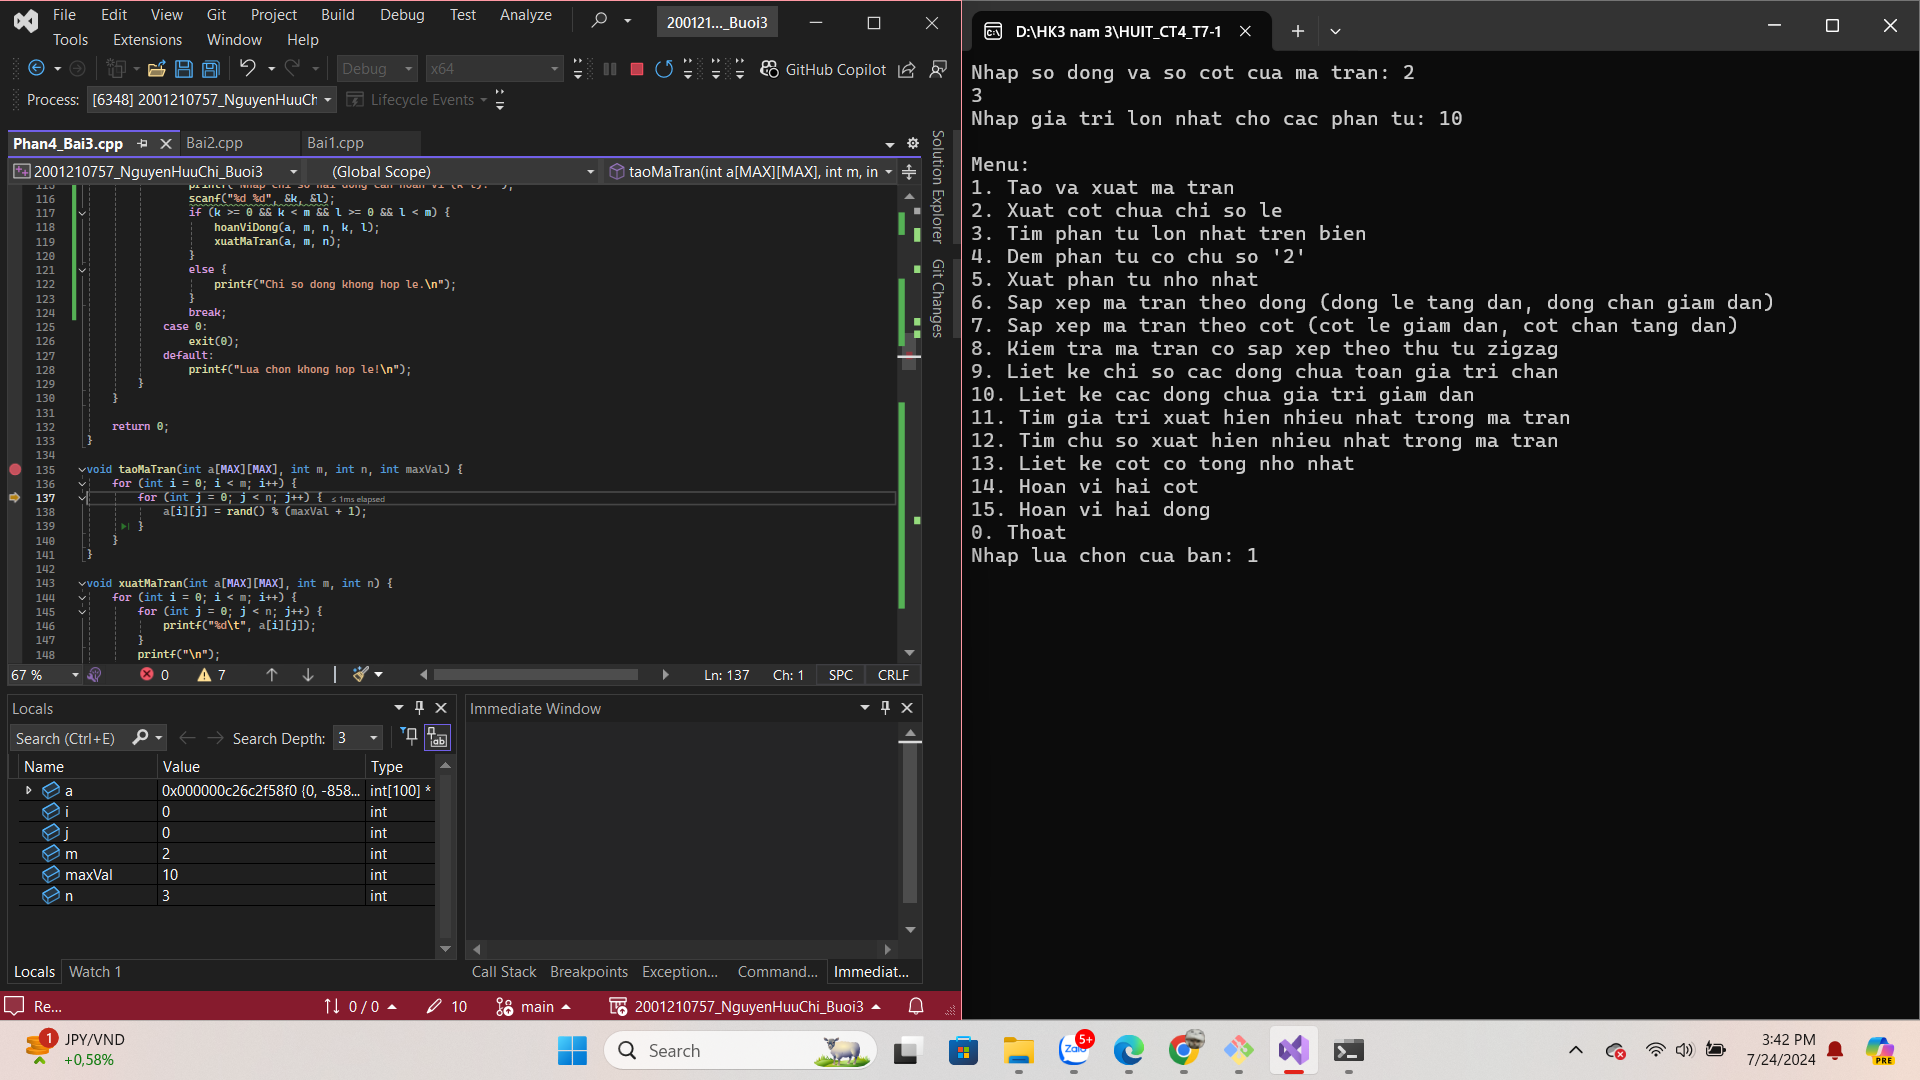 File Edit View Git Project Build Debug Test Analyze
200121..._Buoi3
Tools Extensions Window Help
Debug x64 GitHub Copilot
Process: [6348] 2001210757_NguyenHuuCh Lifecycle Events
Phan4_Bai3.cpp Bai2.cpp Bai1.cpp
2001210757_NguyenHuuChi_Buoi3 (Global Scope) taoMaTran(int a[MAX][MAX], int m, in
116 scanf("%d %d", &k, &l);
117 if (k >= 0 && k < m && l >= 0 && l < m) {
118 hoanViDong(a, m, n, k, l);
119 xuatMaTran(a, m, n);
120 }
121 else {
122 printf("Chi so dong khong hop le.\n");
123 }
124 break;
125 case 0:
126 exit(0);
127 default:
128 printf("Lua chon khong hop le!\n");
129 }
130 }
131
132 return 0;
133 }
134
135 void taoMaTran(int a[MAX][MAX], int m, int n, int maxVal) {
136 for (int i = 0; i < m; i++) {
137 for (int j = 0; j < n; j++) { ≤ 1ms elapsed
138 a[i][j] = rand() % (maxVal + 1);
139 }
140 }
141 }
142
143 void xuatMaTran(int a[MAX][MAX], int m, int n) {
144 for (int i = 0; i < m; i++) {
145 for (int j = 0; j < n; j++) {
146 printf("%d\t", a[i][j]);
147 }
148 printf("\n");
67 % 0 7 Ln: 137 Ch: 1 SPC CRLF
Solution Explorer
Git Changes
Locals
Search (Ctrl+E) Search Depth: 3
Name Value Type
a 0x000000c26c2f58f0 {0, -858... int[100] *
i 0 int
j 0 int
m 2 int
maxVal 10 int
n 3 int
Locals Watch 1
Immediate Window
Call Stack Breakpoints Exception... Command... Immediat...
Re... 0 / 0 10 main 2001210757_NguyenHuuChi_Buoi3
D:\HK3 nam 3\HUIT_CT4_T7-1
Nhap so dong va so cot cua ma tran: 2
3
Nhap gia tri lon nhat cho cac phan tu: 10
Menu:
1. Tao va xuat ma tran
2. Xuat cot chua chi so le
3. Tim phan tu lon nhat tren bien
4. Dem phan tu co chu so '2'
5. Xuat phan tu nho nhat
6. Sap xep ma tran theo dong (dong le tang dan, dong chan giam dan)
7. Sap xep ma tran theo cot (cot le giam dan, cot chan tang dan)
8. Kiem tra ma tran co sap xep theo thu tu zigzag
9. Liet ke chi so cac dong chua toan gia tri chan
10. Liet ke cac dong chua gia tri giam dan
11. Tim gia tri xuat hien nhieu nhat trong ma tran
12. Tim chu so xuat hien nhieu nhat trong ma tran
13. Liet ke cot co tong nho nhat
14. Hoan vi hai cot
15. Hoan vi hai dong
0. Thoat
Nhap lua chon cua ban: 1
1 JPY/VND
+0,58%
Search
Zalo 5+
PRE
3:42 PM
7/24/2024